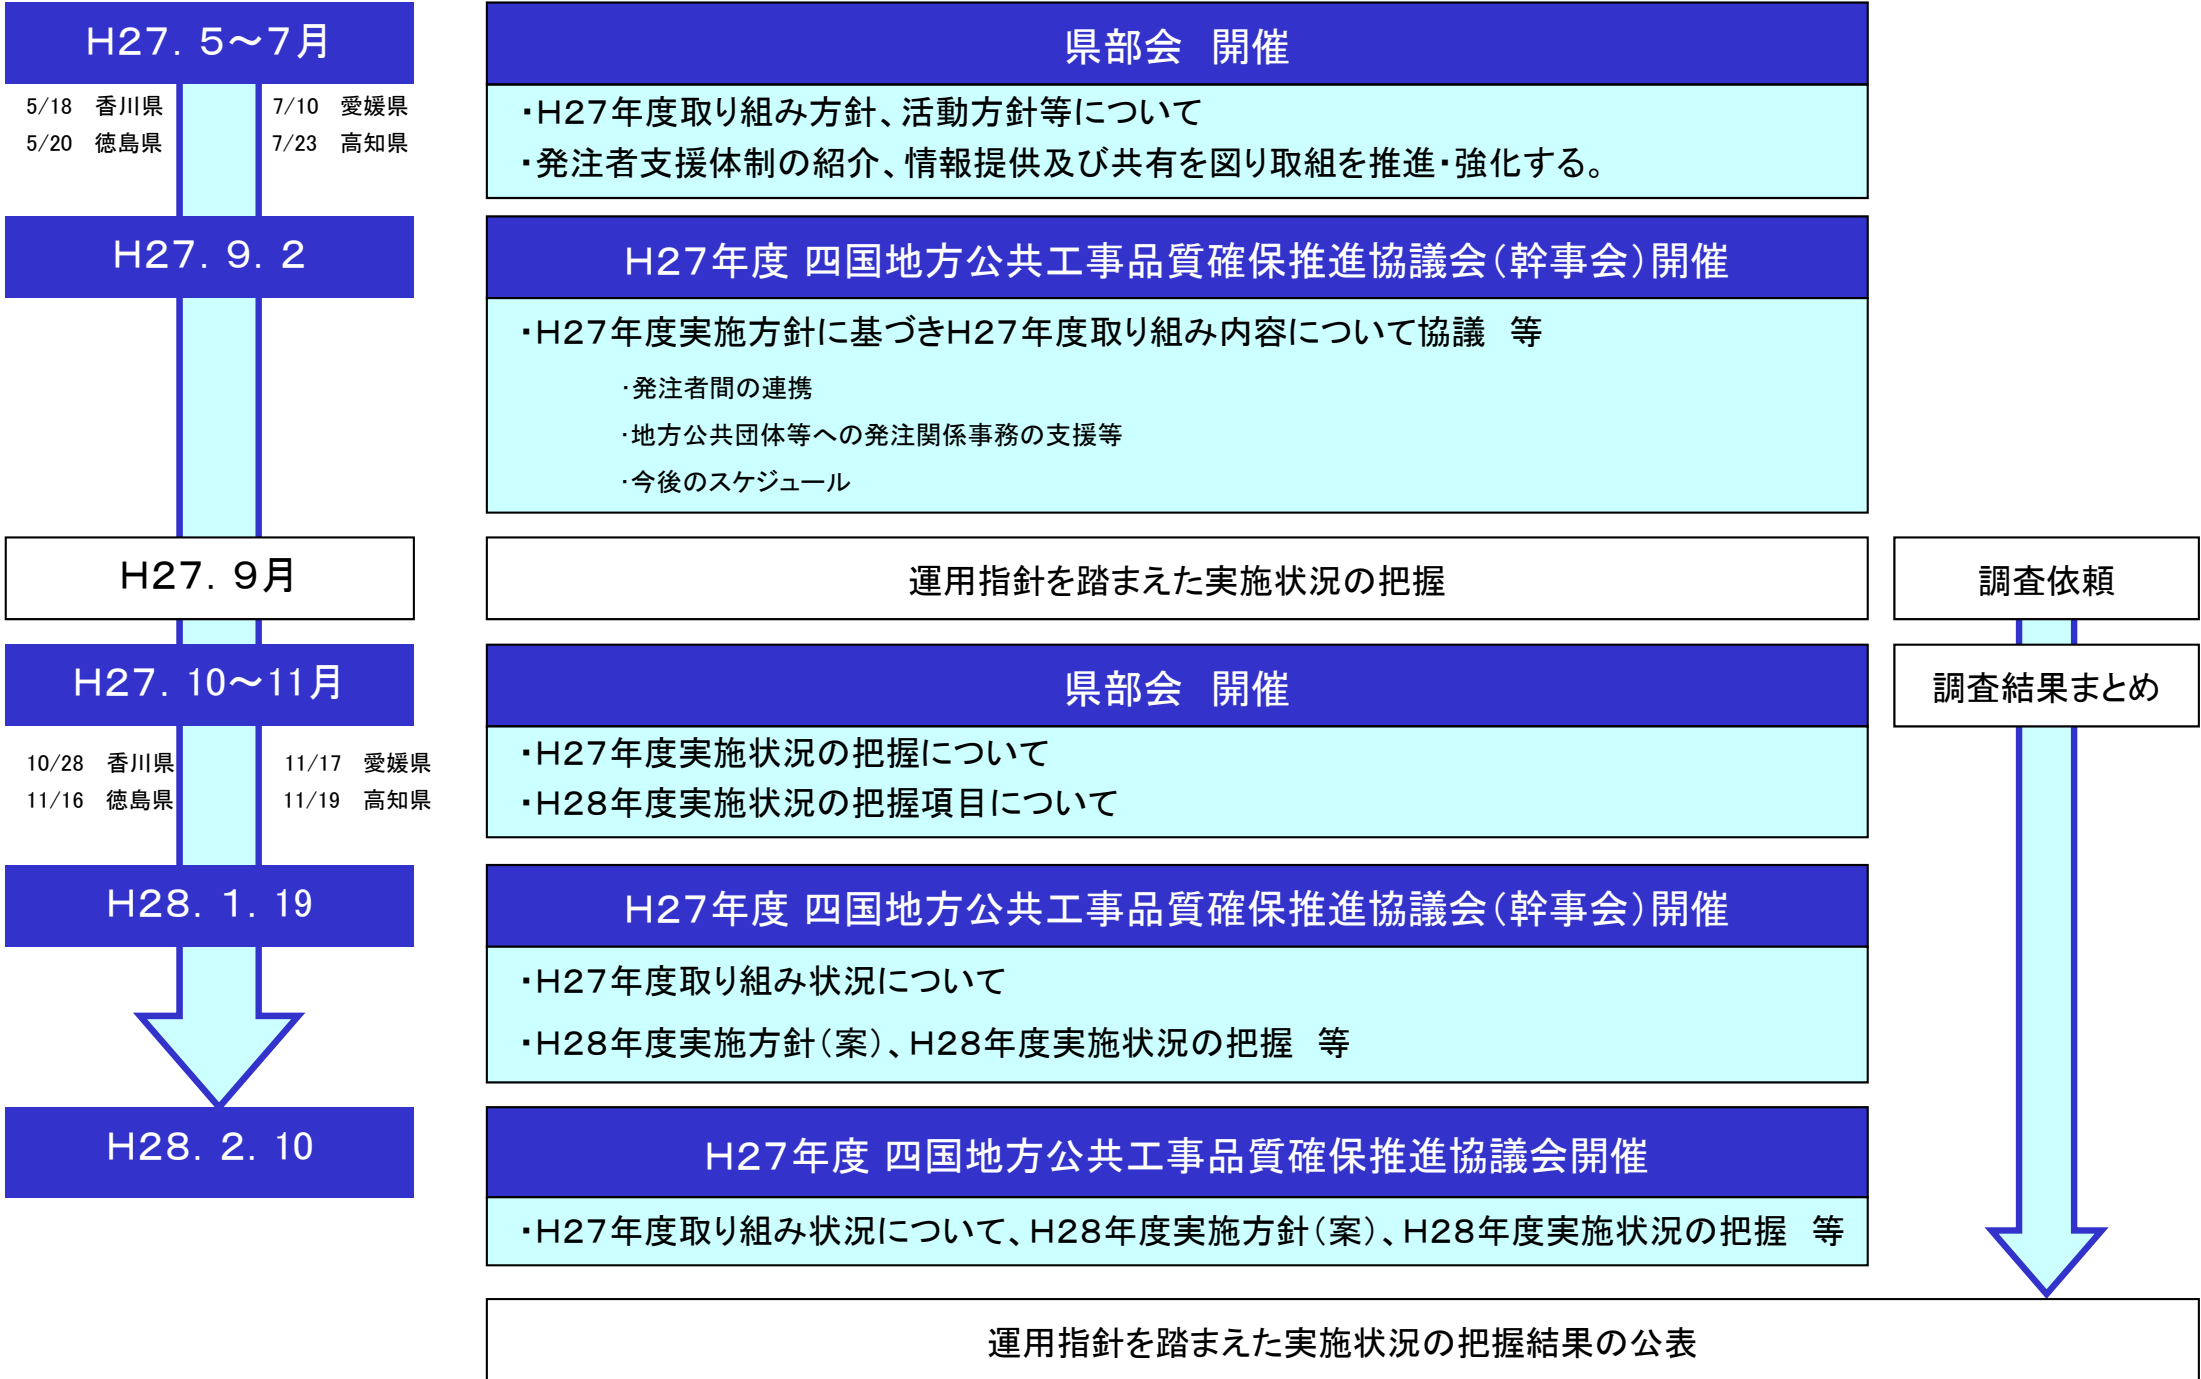 H27．5～7月
県部会　開催
5/18　香川県　7/10　愛媛県
5/20　徳島県　7/23　高知県
・H27年度取り組み方針、活動方針等について
・発注者支援体制の紹介、情報提供及び共有を図り取組を推進・強化する。
H27．9．2
H27年度 四国地方公共工事品質確保推進協議会（幹事会）開催
・H27年度実施方針に基づきH27年度取り組み内容について協議　等
・発注者間の連携
・地方公共団体等への発注関係事務の支援等
・今後のスケジュール
H27．9月
運用指針を踏まえた実施状況の把握
調査依頼
H27．10～11月
県部会　開催
調査結果まとめ
10/28　香川県　11/17　愛媛県
11/16　徳島県　11/19　高知県
・H27年度実施状況の把握について
・H28年度実施状況の把握項目について
H28．1．19
H27年度 四国地方公共工事品質確保推進協議会（幹事会）開催
・H27年度取り組み状況について
・H28年度実施方針（案）、H28年度実施状況の把握　等
H28．2．10
H27年度 四国地方公共工事品質確保推進協議会開催
・H27年度取り組み状況について、H28年度実施方針（案）、H28年度実施状況の把握　等
運用指針を踏まえた実施状況の把握結果の公表